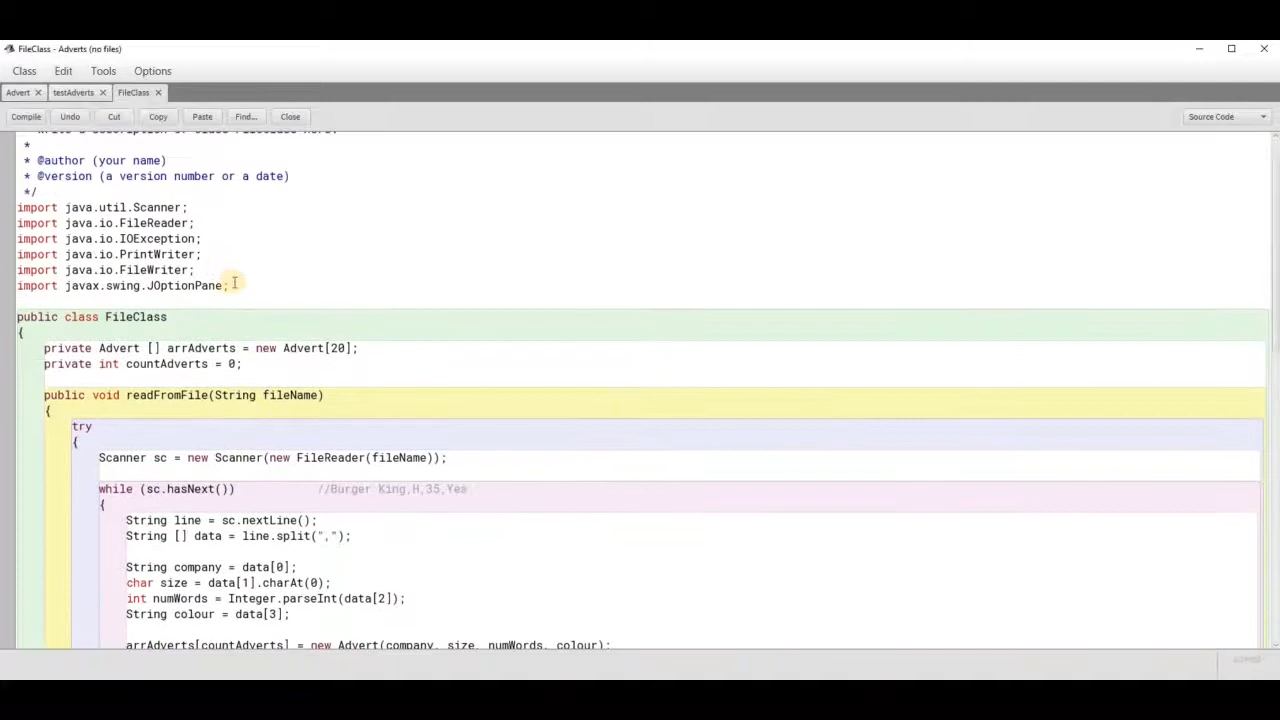 FileClass - Adverts (no files)
Class Edit Tools Options
Advert testAdverts FileClass
Compile Undo Cut Copy Paste Find... Close Source Code
*
* @author (your name)
* @version (a version number or a date)
*/
import java.util.Scanner;
import java.io.FileReader;
import java.io.IOException;
import java.io.PrintWriter;
import java.io.FileWriter;
import javax.swing.JOptionPane;
public class FileClass
{
private Advert [] arrAdverts = new Advert[20];
private int countAdverts = 0;
public void readFromFile(String fileName)
{
try
{
Scanner sc = new Scanner(new FileReader(fileName));
while (sc.hasNext()) //Burger King,H,35,Yes
{
String line = sc.nextLine();
String [] data = line.split(",");
String company = data[0];
char size = data[1].charAt(0);
int numWords = Integer.parseInt(data[2]);
String colour = data[3];
arrAdverts[countAdverts] = new Advert(company, size, numWords, colour);